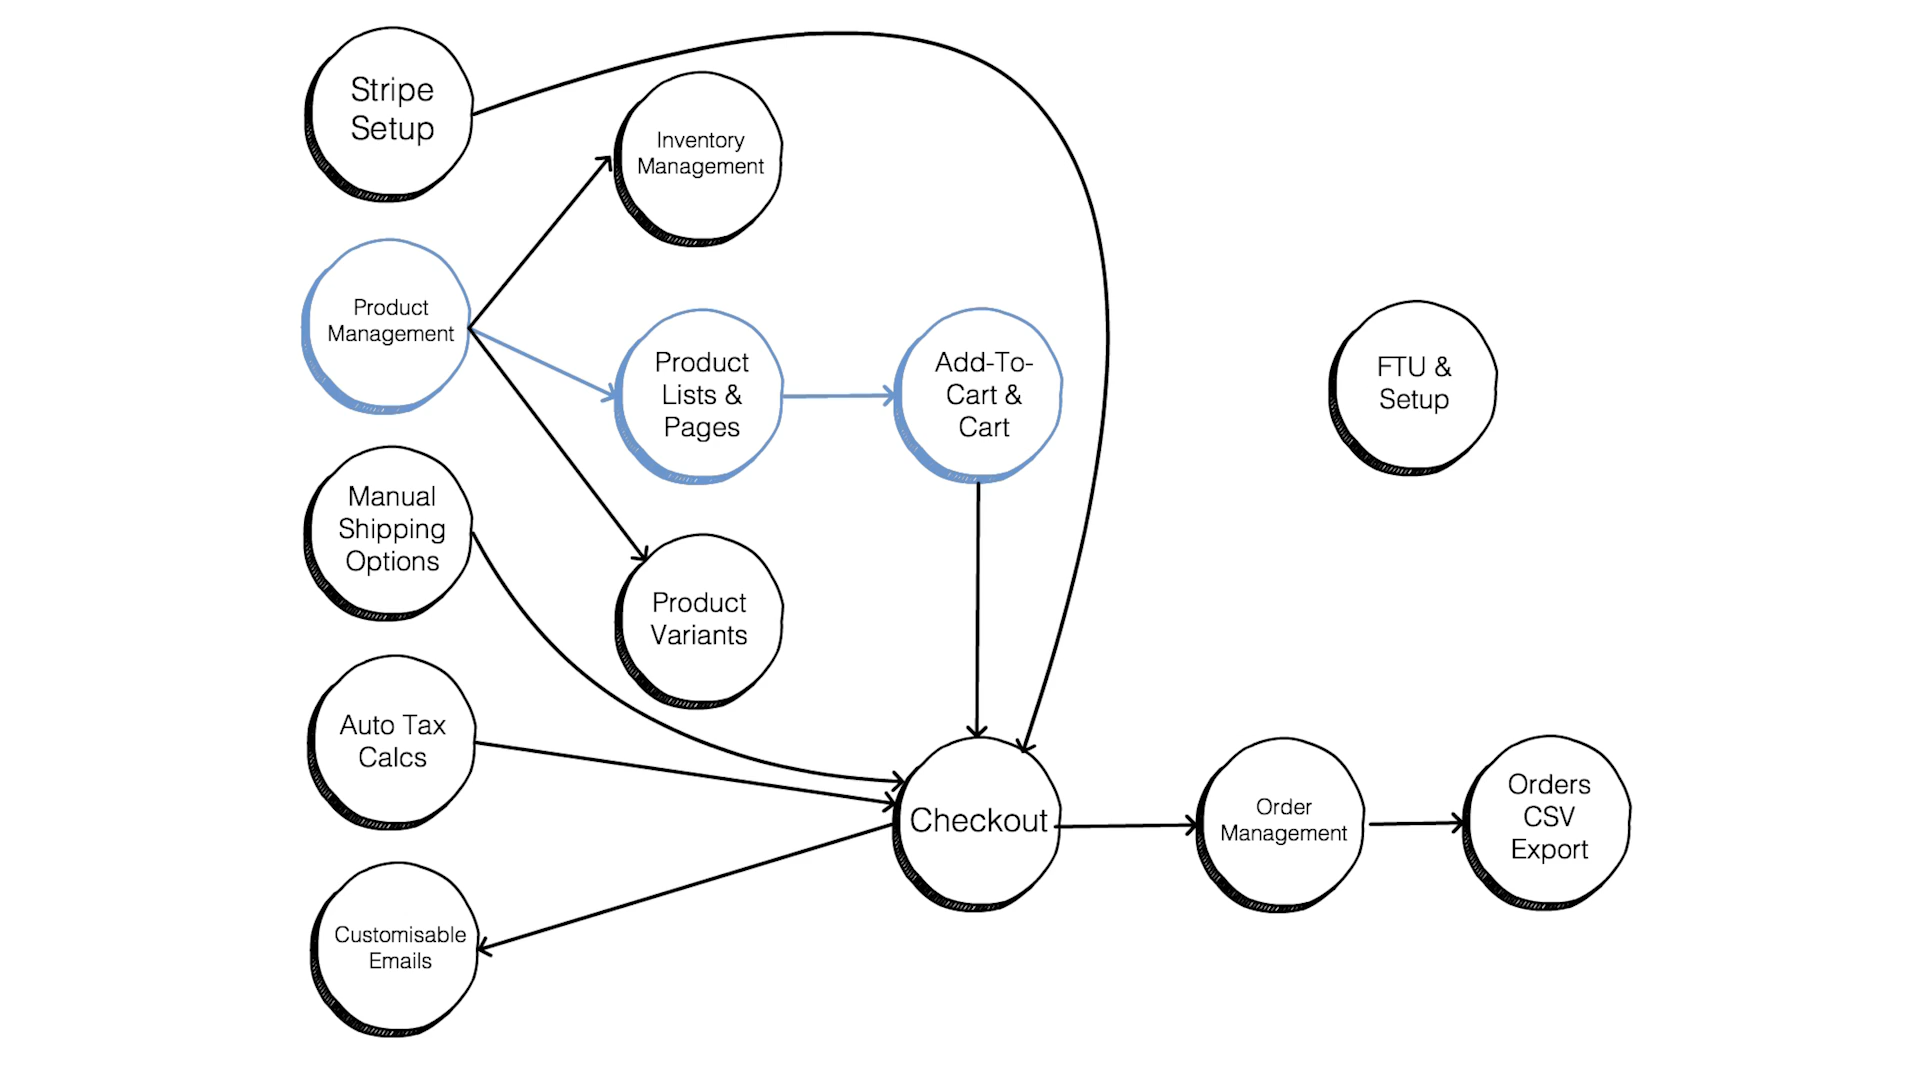 Stripe
Setup
Inventory
Management
Product
Management
Product
Lists &
Pages
Add-To-
Cart &
Cart
FTU &
Setup
Manual
Shipping
Options
Product
Variants
Auto Tax
Calcs
Checkout
Order
Management
Orders
CSV
Export
Customisable
Emails